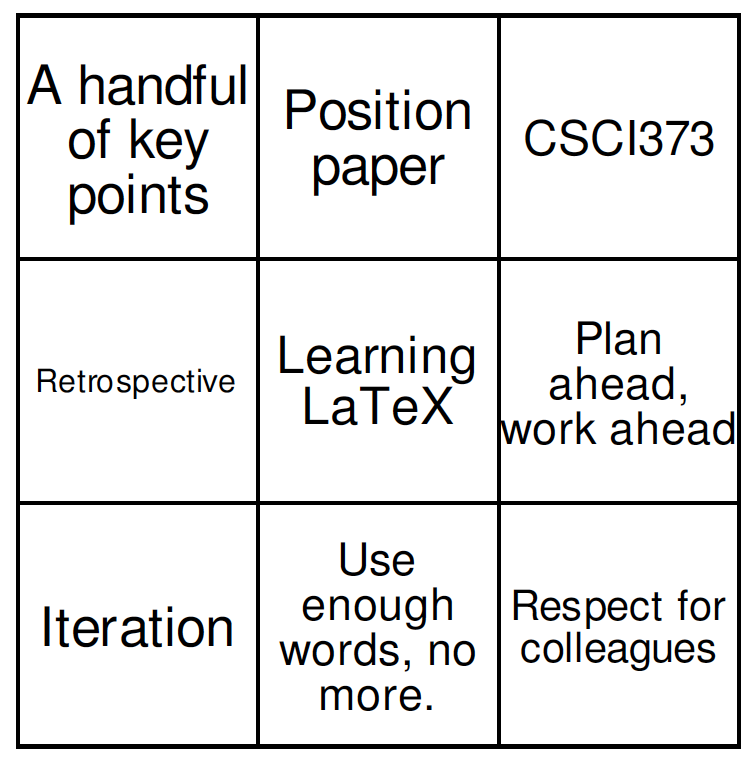 A handful
of key
points
Position
paper
CSCI373
Retrospective
Learning
LaTeX
Plan
ahead,
work ahead
Iteration
Use
enough
words, no
more.
Respect for
colleagues